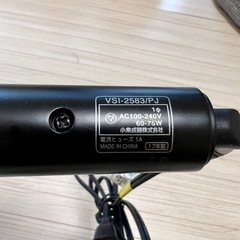 VSI-2583/PJ
1φ
AC100-240V
60-75W
小泉成器株式会社
電流ヒューズ 1A
MADE IN CHINA
17年製